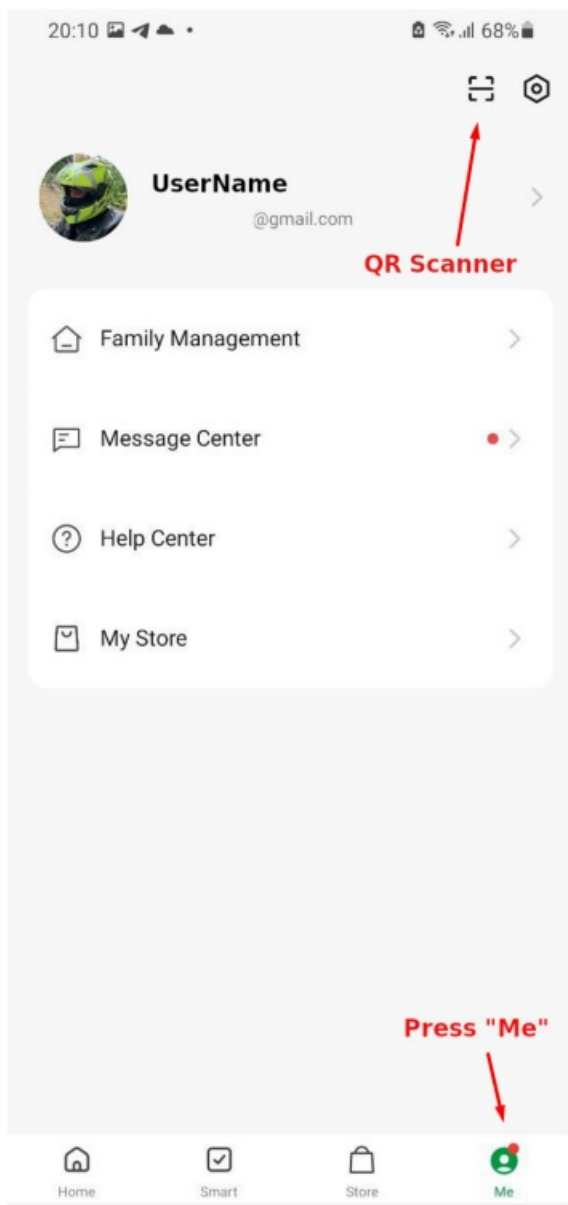 20:10 68%
UserName
@gmail.com
QR Scanner
Family Management
Message Center
Help Center
My Store
Press "Me"
Home Smart Store Me